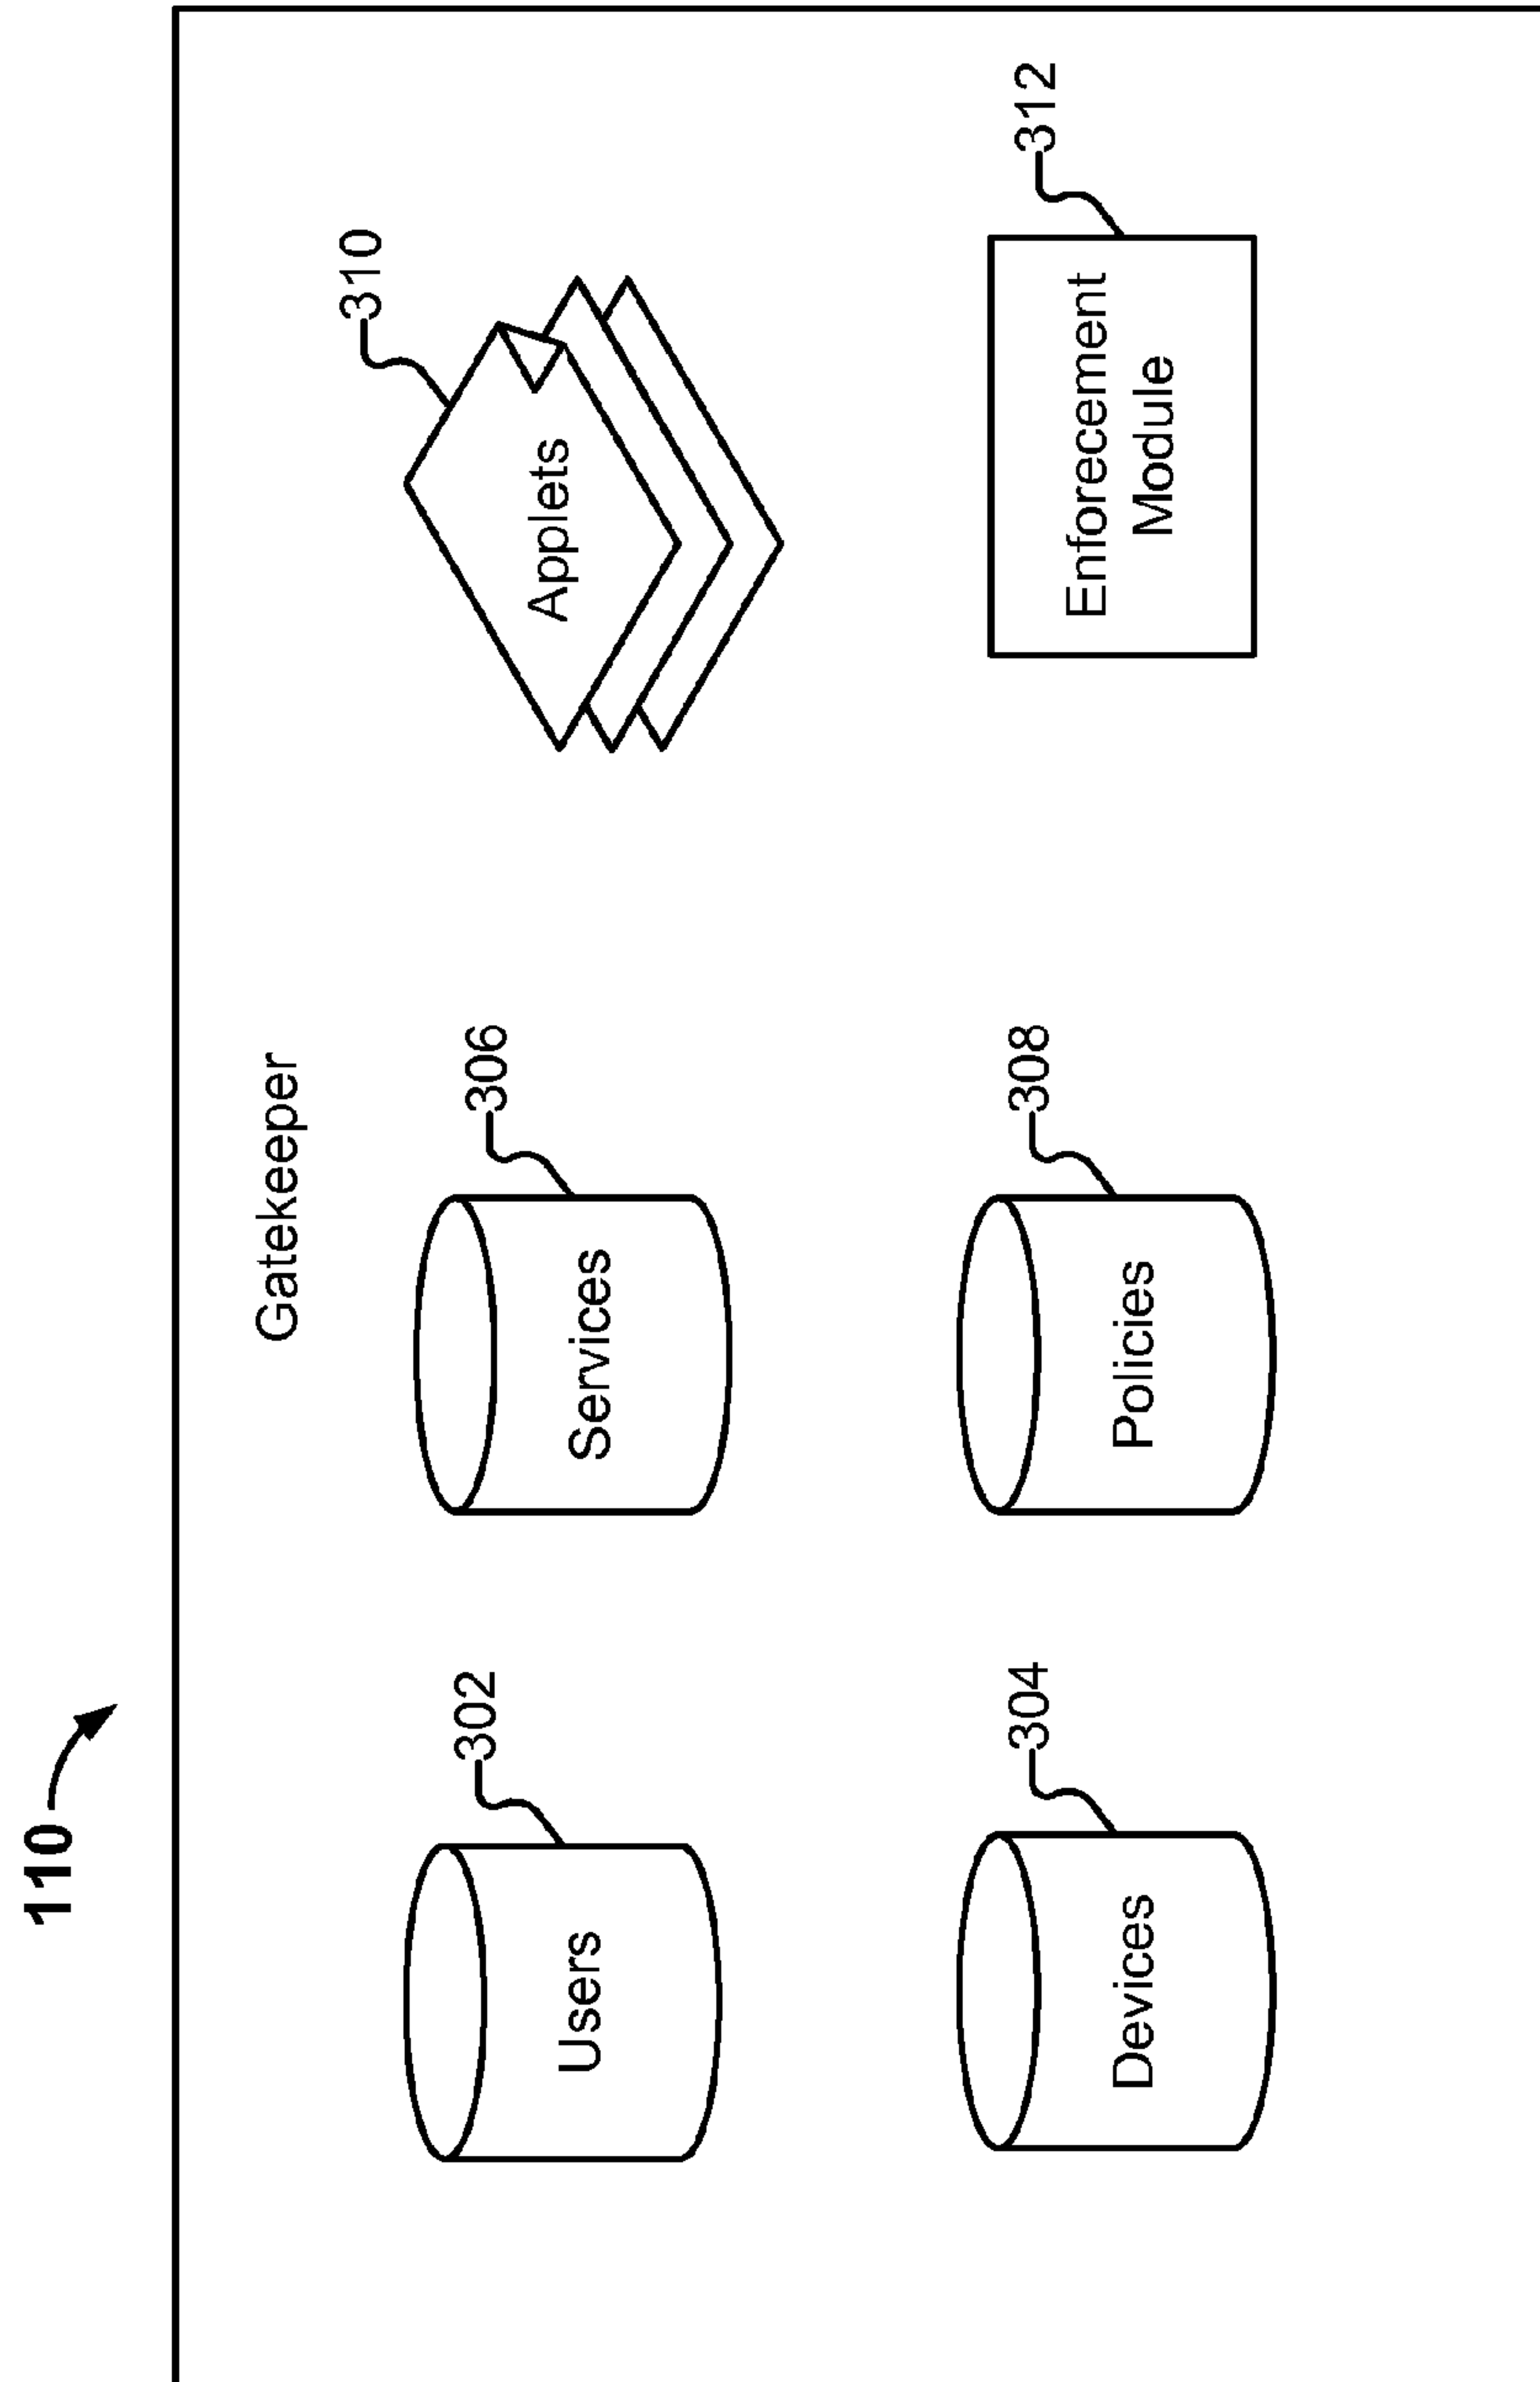 110
Gatekeeper
302
Users
306
Services
310
Applets
304
Devices
308
Policies
312
Enforecement
Module